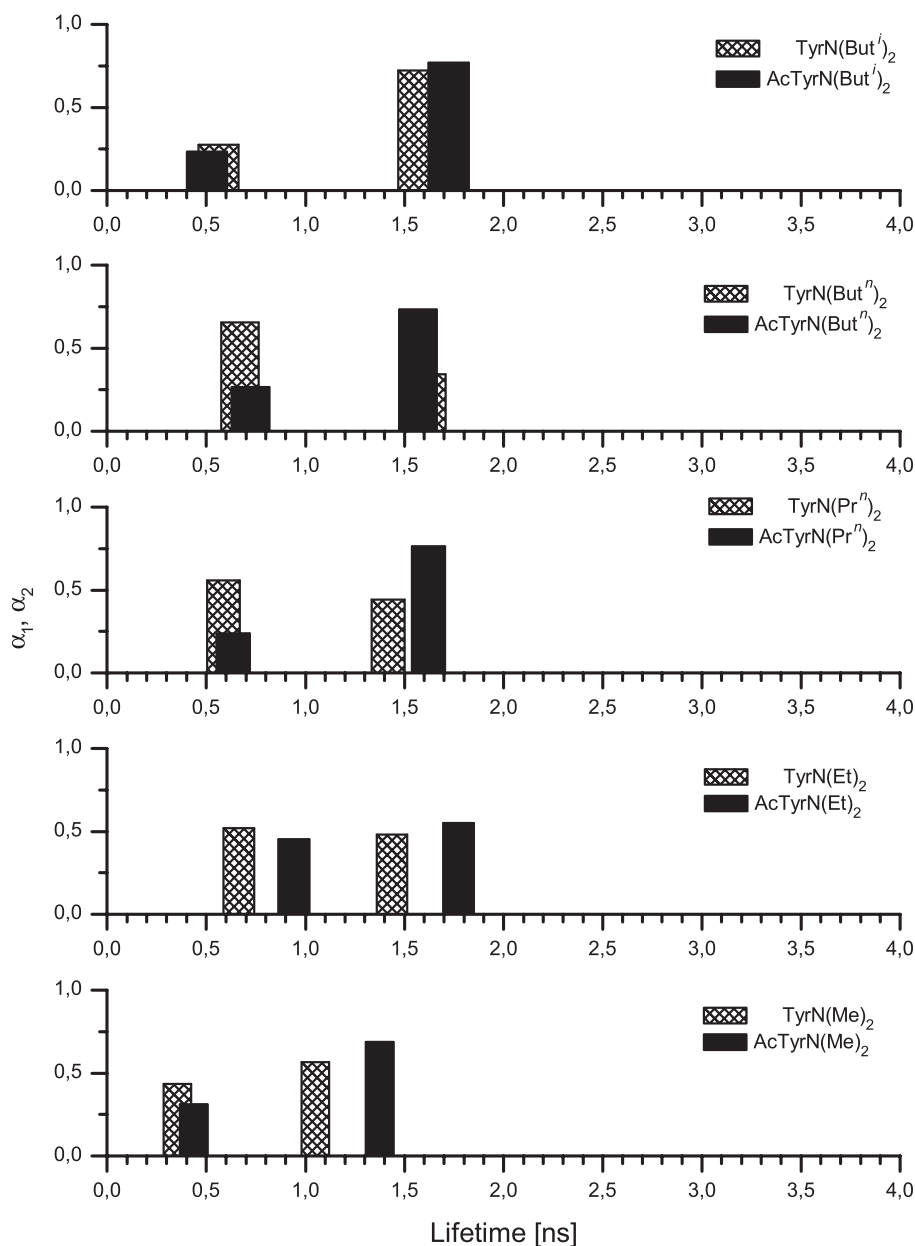 1,0
0,5
0,0
TyrN(Butⁱ)₂
AcTyrN(Butⁱ)₂
0,0 0,5 1,0 1,5 2,0 2,5 3,0 3,5 4,0
1,0
0,5
0,0
TyrN(Butⁿ)₂
AcTyrN(Butⁿ)₂
0,0 0,5 1,0 1,5 2,0 2,5 3,0 3,5 4,0
α₁, α₂
1,0
0,5
0,0
TyrN(Prⁿ)₂
AcTyrN(Prⁿ)₂
0,0 0,5 1,0 1,5 2,0 2,5 3,0 3,5 4,0
1,0
0,5
0,0
TyrN(Et)₂
AcTyrN(Et)₂
0,0 0,5 1,0 1,5 2,0 2,5 3,0 3,5 4,0
1,0
0,5
0,0
TyrN(Me)₂
AcTyrN(Me)₂
0,0 0,5 1,0 1,5 2,0 2,5 3,0 3,5 4,0
Lifetime [ns]